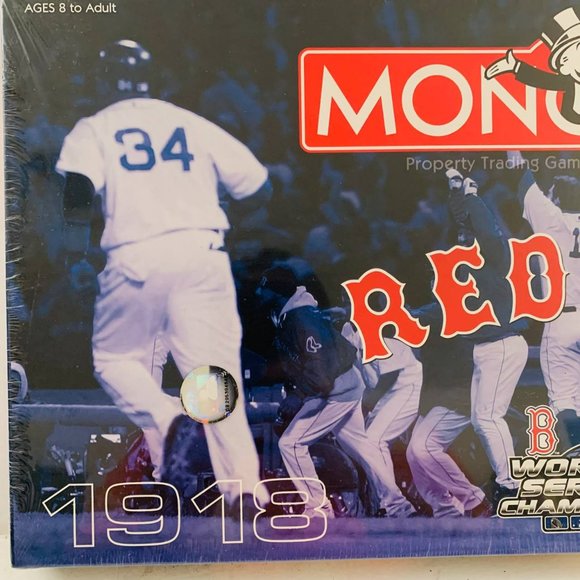 AGES 8 to Adult
MONO
Property Trading Gam
34
RED
B
WOR
SER
CHAM
1918